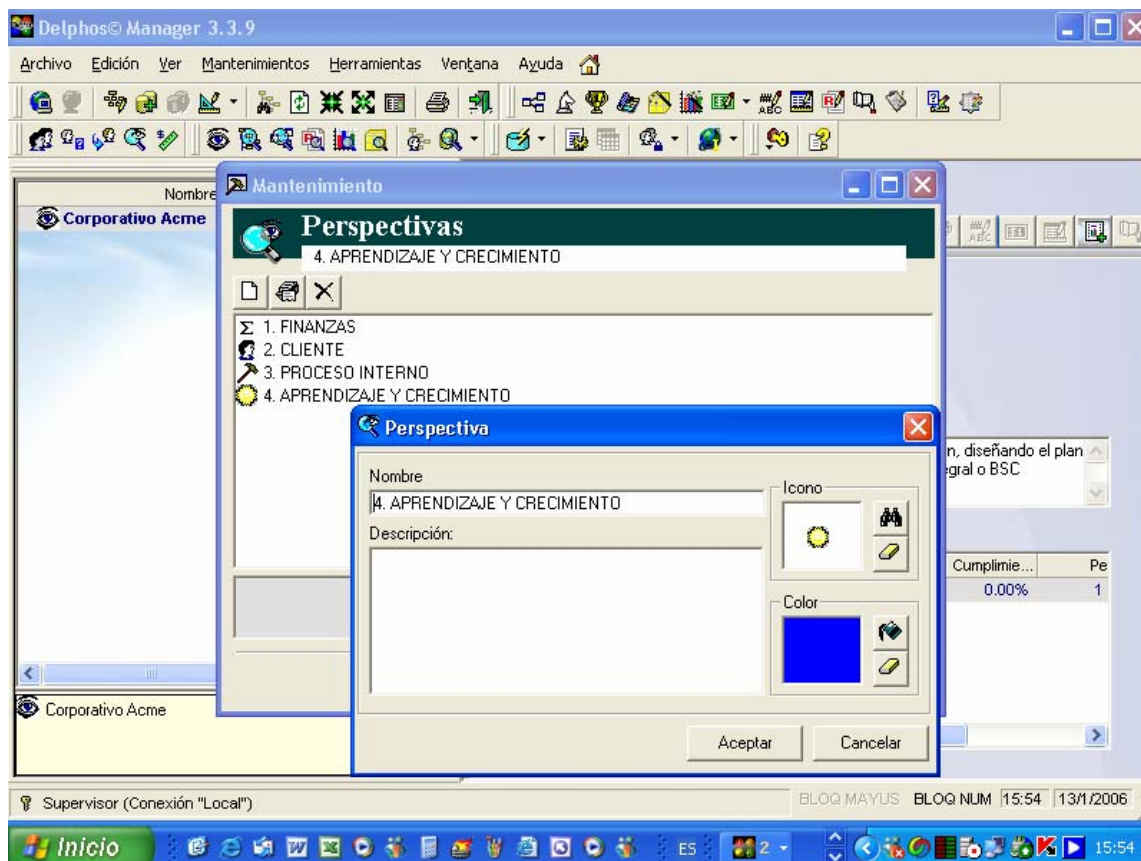 Delphos© Manager 3.3.9
Archivo Edición Ver Mantenimientos Herramientas Ventana Ayuda
Nombre
Corporativo Acme
Mantenimiento
Perspectivas
4. APRENDIZAJE Y CRECIMIENTO
1. FINANZAS
2. CLIENTE
3. PROCESO INTERNO
4. APRENDIZAJE Y CRECIMIENTO
Perspectiva
Nombre
4. APRENDIZAJE Y CRECIMIENTO
Descripción:
Icono
Color
Aceptar Cancelar
n, diseñando el plan
gral o BSC
Cumplimie... Pe
0.00% 1
Corporativo Acme
Supervisor (Conexión "Local")
BLOQ MAYUS BLOQ NUM 15:54 13/1/2006
Inicio ES 2 15:54